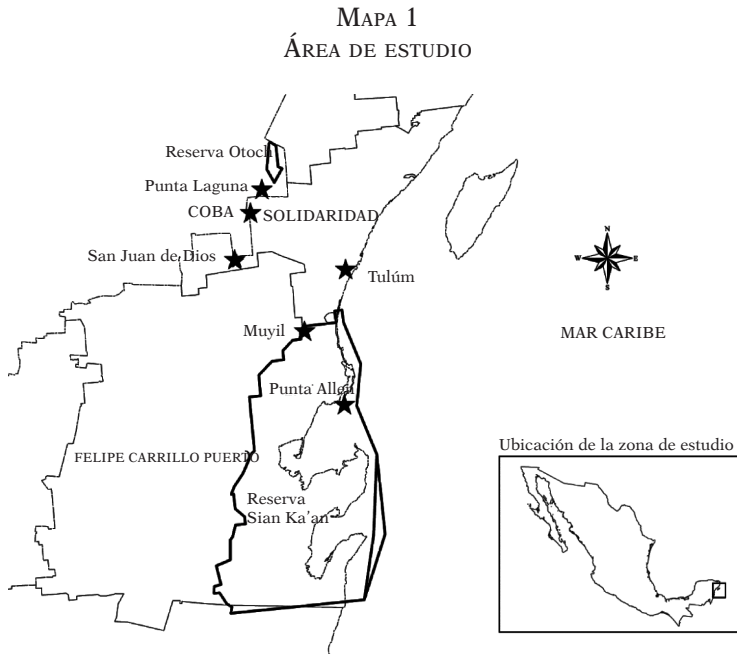 MAPA 1
ÁREA DE ESTUDIO
Reserva Otoch
Punta Laguna
COBA
SOLIDARIDAD
San Juan de Dios
Tulúm
N
W
E
S
Muyil
MAR CARIBE
Punta Allen
FELIPE CARRILLO PUERTO
Ubicación de la zona de estudio
Reserva
Sian Ka'an